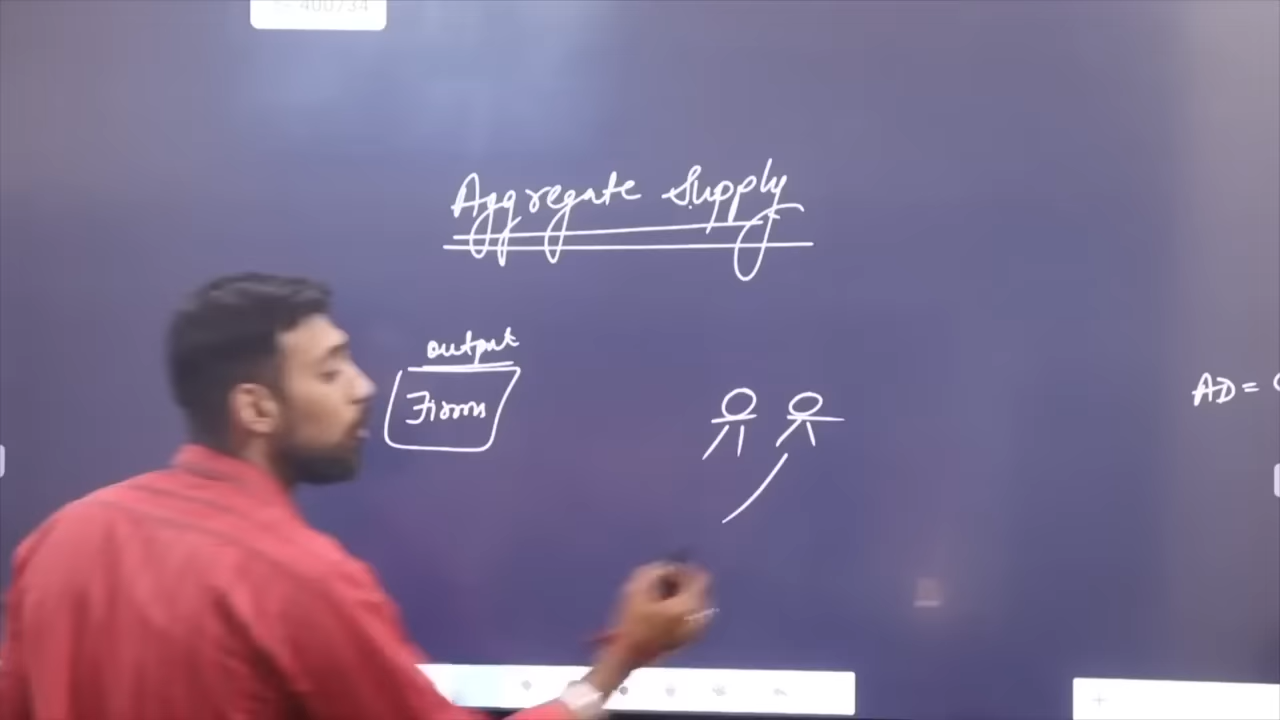 Aggregate Supply
output
Firms
AD =